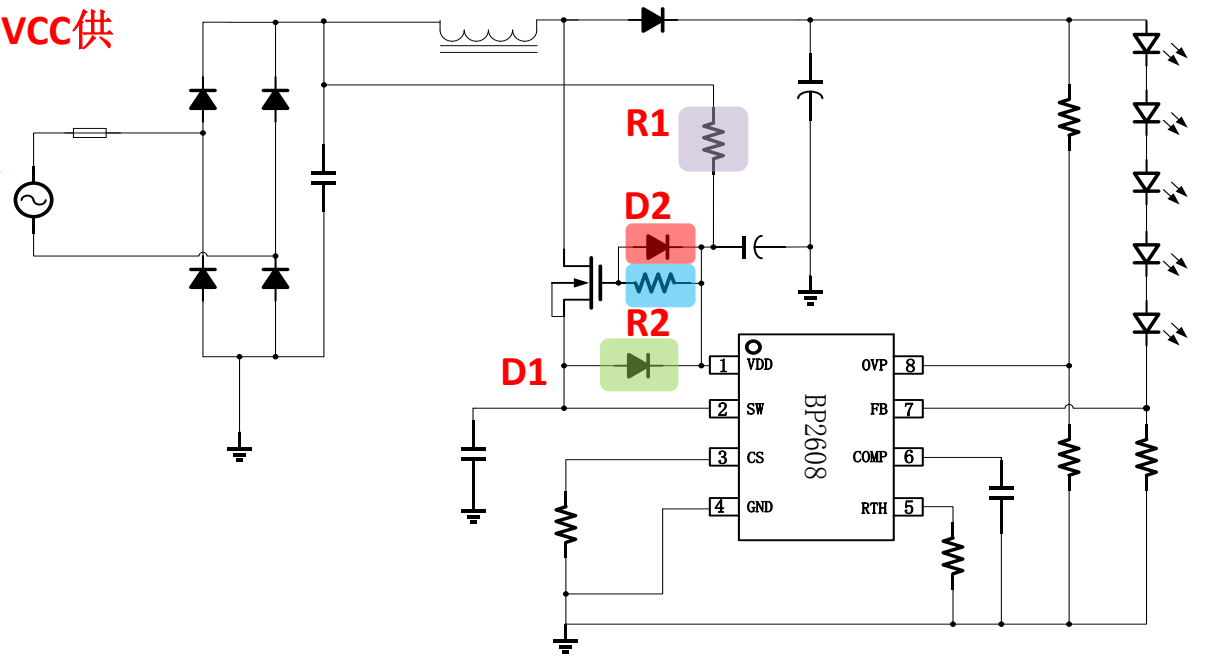 VCC供
R1
D2
R2
D1
1 VDD
OVP 8
2 SW
FB 7
BP2608
3 CS
COMP 6
4 GND
RTH 5